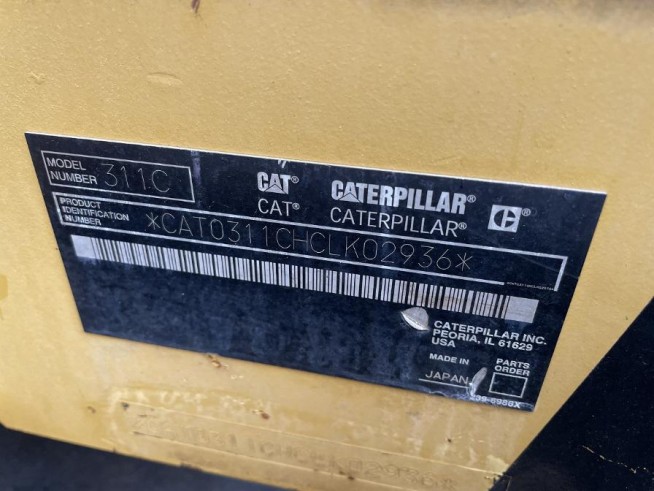 MODEL NUMBER 311C
CAT® CATERPILLAR®
CAT® CATERPILLAR®
PRODUCT IDENTIFICATION NUMBER *CAT0311CHCLK02936*
CATERPILLAR INC.
PEORIA, IL 61629
USA
MADE IN
JAPAN
PARTS ORDER